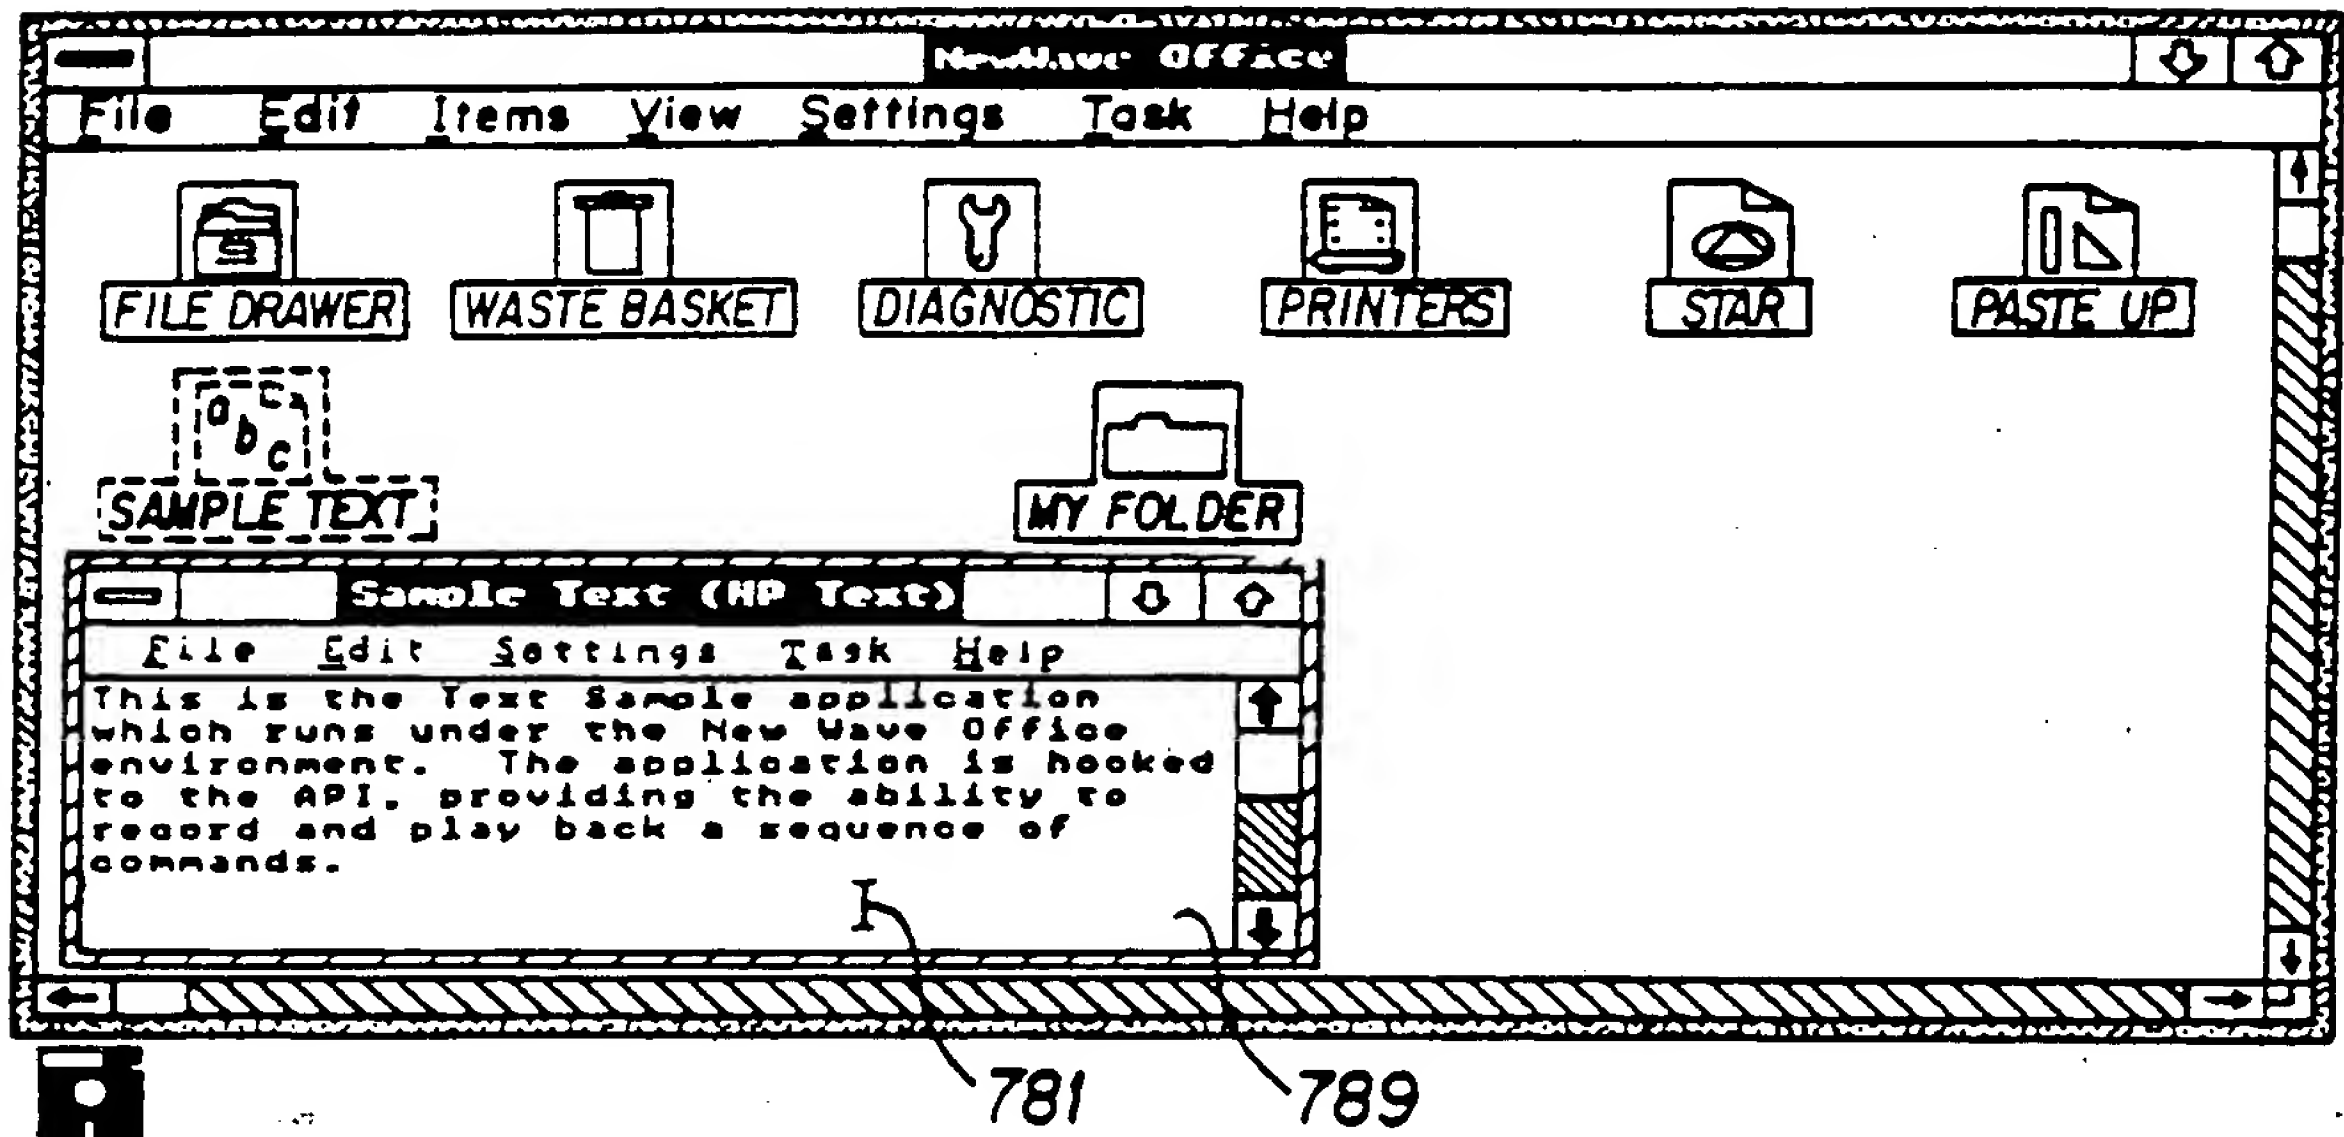 NewWave Office
File Edit Items View Settings Task Help
FILE DRAWER WASTE BASKET DIAGNOSTIC PRINTERS STAR PASTE UP
a b c
SAMPLE TEXT MY FOLDER
Sample Text (HP Text)
File Edit Settings Task Help
This is the Text Sample application
which runs under the New Wave Office
environment. The application is hooked
to the API, providing the ability to
record and play back a sequence of
commands.
781 789